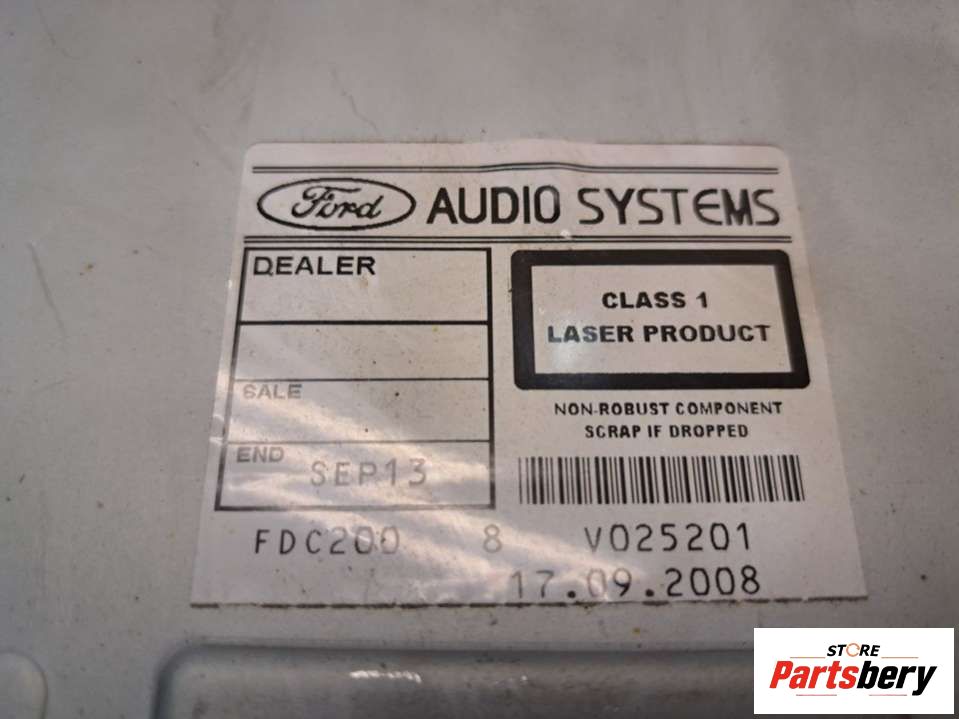 Ford AUDIO SYSTEMS
DEALER
SALE
END SEP13
CLASS 1
LASER PRODUCT
NON-ROBUST COMPONENT
SCRAP IF DROPPED
FDC200 8 V025201
17.09.2008
STORE
Partsbery